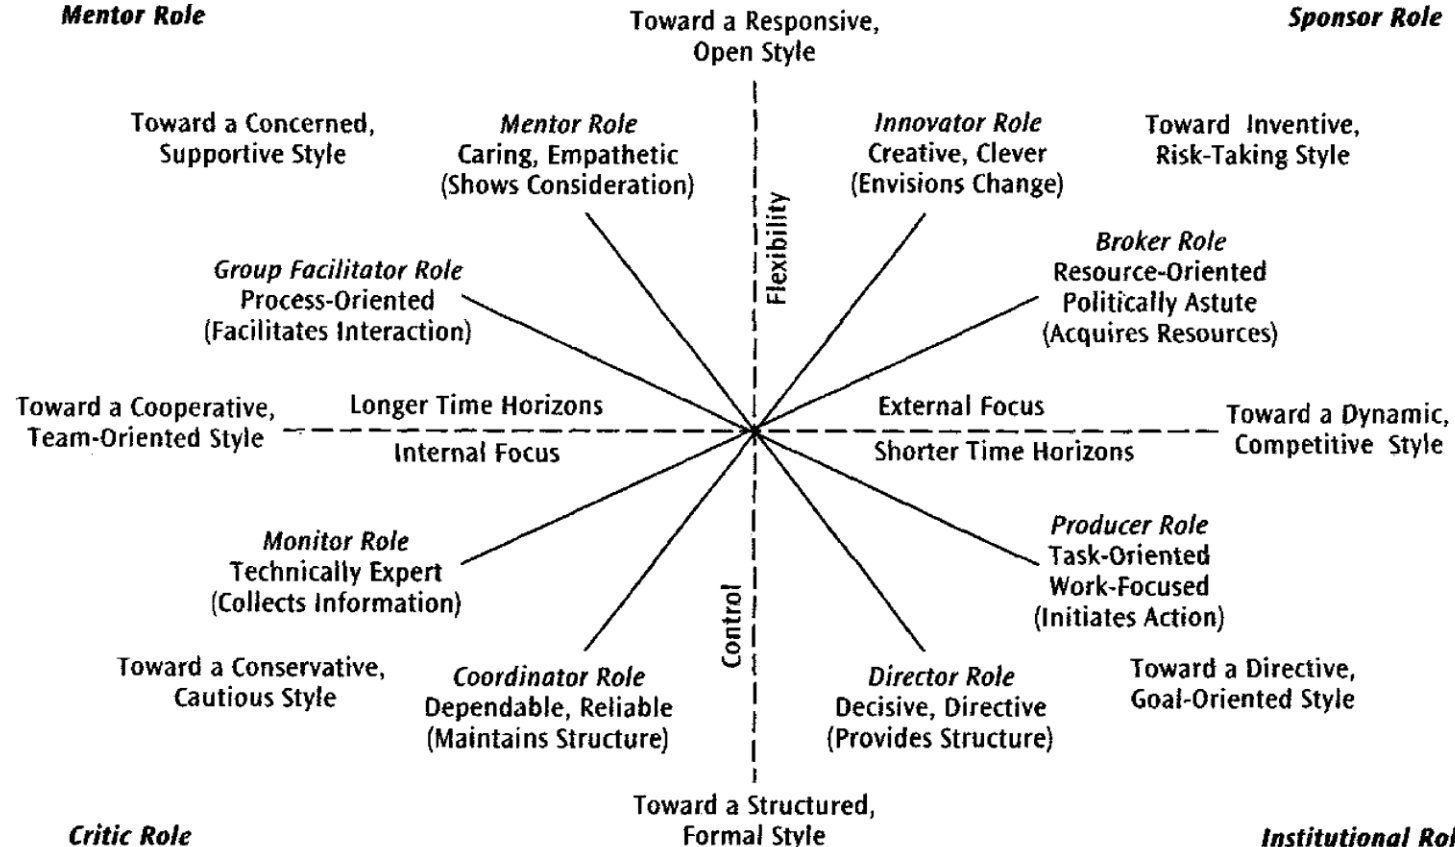 Mentor Role
Toward a Responsive,
Open Style
Sponsor Role
Toward a Concerned,
Supportive Style
Mentor Role
Caring, Empathetic
(Shows Consideration)
Innovator Role
Creative, Clever
(Envisions Change)
Toward Inventive,
Risk-Taking Style
Flexibility
Group Facilitator Role
Process-Oriented
(Facilitates Interaction)
Broker Role
Resource-Oriented
Politically Astute
(Acquires Resources)
Toward a Cooperative,
Team-Oriented Style
Longer Time Horizons
Internal Focus
External Focus
Shorter Time Horizons
Toward a Dynamic,
Competitive Style
Monitor Role
Technically Expert
(Collects Information)
Producer Role
Task-Oriented
Work-Focused
(Initiates Action)
Control
Toward a Conservative,
Cautious Style
Coordinator Role
Dependable, Reliable
(Maintains Structure)
Director Role
Decisive, Directive
(Provides Structure)
Toward a Directive,
Goal-Oriented Style
Critic Role
Toward a Structured,
Formal Style
Institutional Rol